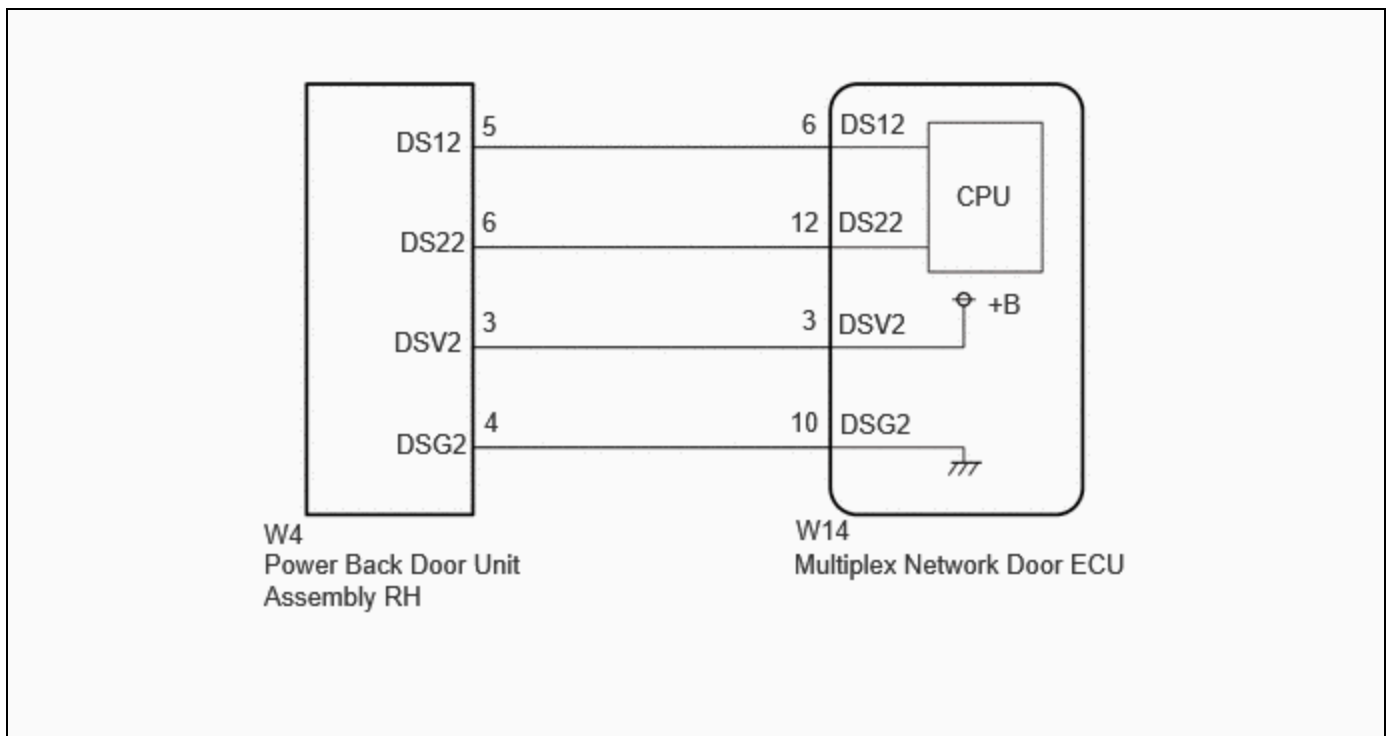 5 6 DS12
DS12
CPU
6 12 DS22
DS22
+B
3 3 DSV2
DSV2
4 10 DSG2
DSG2
W4
Power Back Door Unit
Assembly RH
W14
Multiplex Network Door ECU